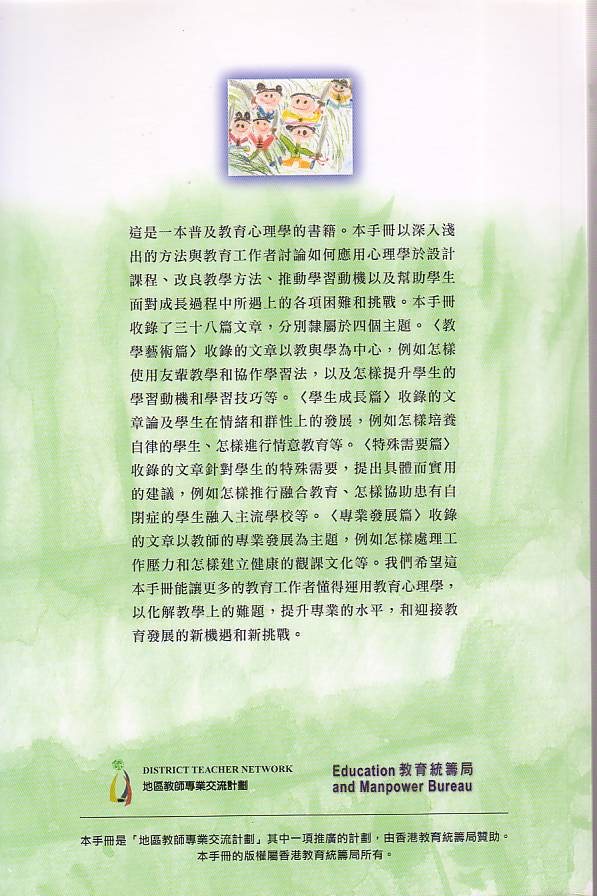 這是一本普及教育心理學的書籍。本手冊以深入淺
出的方法與教育工作者討論如何應用心理學於設計
課程、改良教學方法、推動學習動機以及幫助學生
面對成長過程中所遇上的各項困難和挑戰。本手冊
收錄了三十八篇文章，分別隸屬於四個主題。〈教
學藝術篇〉收錄的文章以教與學為中心，例如怎樣
使用友輩教學和協作學習法，以及怎樣提升學生的
學習動機和學習技巧等。〈學生成長篇〉收錄的文
章論及學生在情緒和群性上的發展，例如怎樣培養
自律的學生、怎樣進行情意教育等。〈特殊需要篇〉
收錄的文章針對學生的特殊需要，提出具體而實用
的建議，例如怎樣推行融合教育、怎樣協助患有自
閉症的學生融入主流學校等。〈專業發展篇〉收錄
的文章以教師的專業發展為主題，例如怎樣處理工
作壓力和怎樣建立健康的觀課文化等。我們希望這
本手冊能讓更多的教育工作者懂得運用教育心理學，
以化解教學上的難題，提升專業的水平，和迎接教
育發展的新機遇和新挑戰。
DISTRICT TEACHER NETWORK
地區教師專業交流計劃
Education 教育統籌局
and Manpower Bureau
本手冊是「地區教師專業交流計劃」其中一項推廣的計劃，由香港教育統籌局贊助。
本手冊的版權屬香港教育統籌局所有。